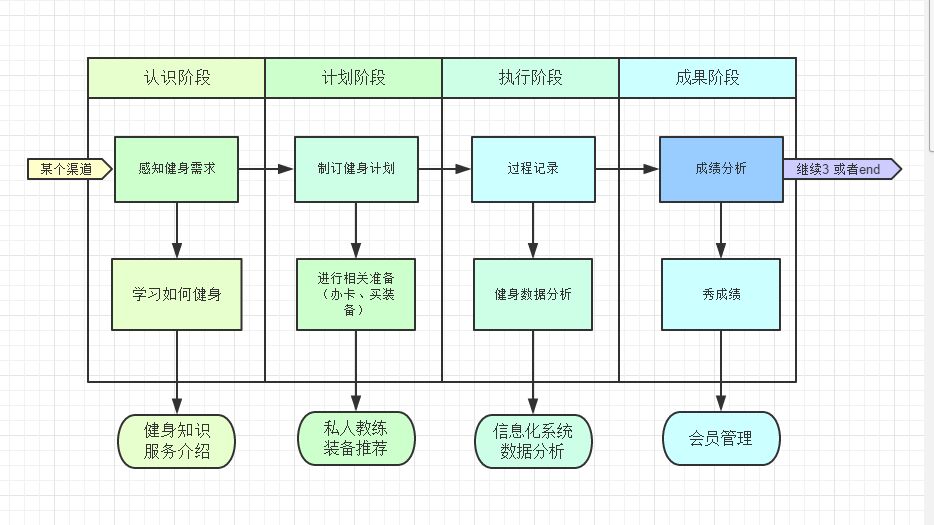 认识阶段
计划阶段
执行阶段
成果阶段
某个渠道
感知健身需求
制订健身计划
过程记录
成绩分析
继续3 或者end
学习如何健身
进行相关准备
（办卡、买装
备）
健身数据分析
秀成绩
健身知识
服务介绍
私人教练
装备推荐
信息化系统
数据分析
会员管理